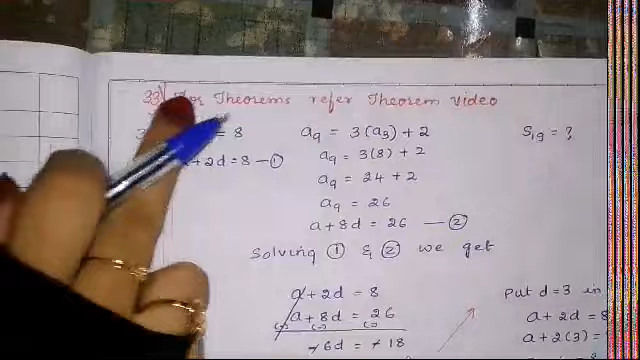 33) For Theorems refer Theorem video
= 8
a₉ = 3(a₃) + 2
S₁₉ = ?
+ 2d = 8 — ①
a₉ = 3(8) + 2
a₉ = 24 + 2
a₉ = 26
a + 8d = 26 — ②
Solving ① & ② we get
a + 2d = 8
a + 8d = 26
(-) (-) (-)
-6d = -18
Put d = 3 in
a + 2d = 8
a + 2(3) =